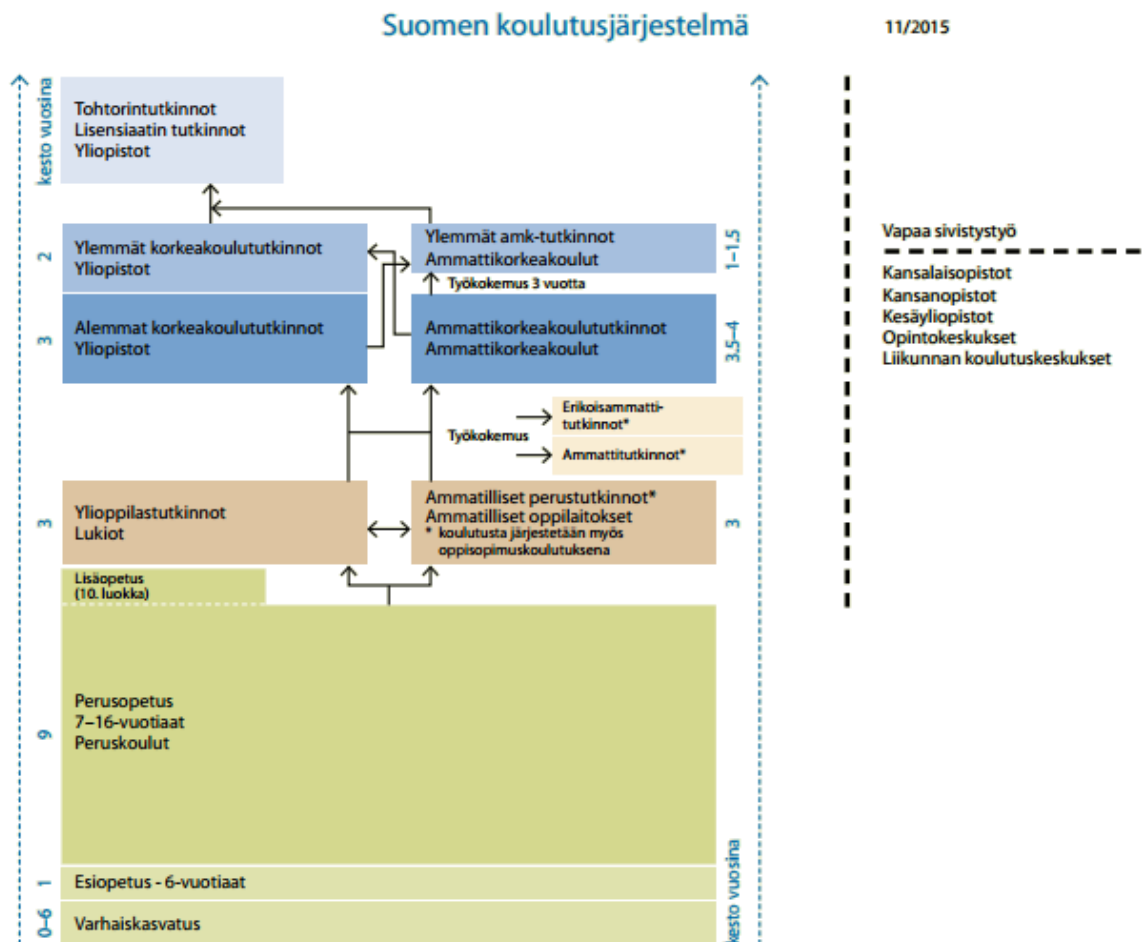 Suomen koulutusjärjestelmä
11/2015
kesto vuosina
Tohtorintutkinnot
Lisensiaatin tutkinnot
Yliopistot
2
Ylemmät korkeakoulututkinnot
Yliopistot
Ylemmät amk-tutkinnot
Ammattikorkeakoulut
1–1.5
Työkokemus 3 vuotta
3
Alemmat korkeakoulututkinnot
Yliopistot
Ammattikorkeakoulututkinnot
Ammattikorkeakoulut
3.5–4
Työkokemus
Erikoisammatti-
tutkinnot*
Ammattitutkinnot*
3
Ylioppilastutkinnot
Lukiot
Ammatilliset perustutkinnot*
Ammatilliset oppilaitokset
* koulutusta järjestetään myös
oppisopimuskoulutuksena
3
Lisäopetus
(10. luokka)
9
Perusopetus
7–16-vuotiaat
Peruskoulut
1
Esiopetus - 6-vuotiaat
0–6
Varhaiskasvatus
kesto vuosina
Vapaa sivistystyö
Kansalaisopistot
Kansanopistot
Kesäyliopistot
Opintokeskukset
Liikunnan koulutuskeskukset